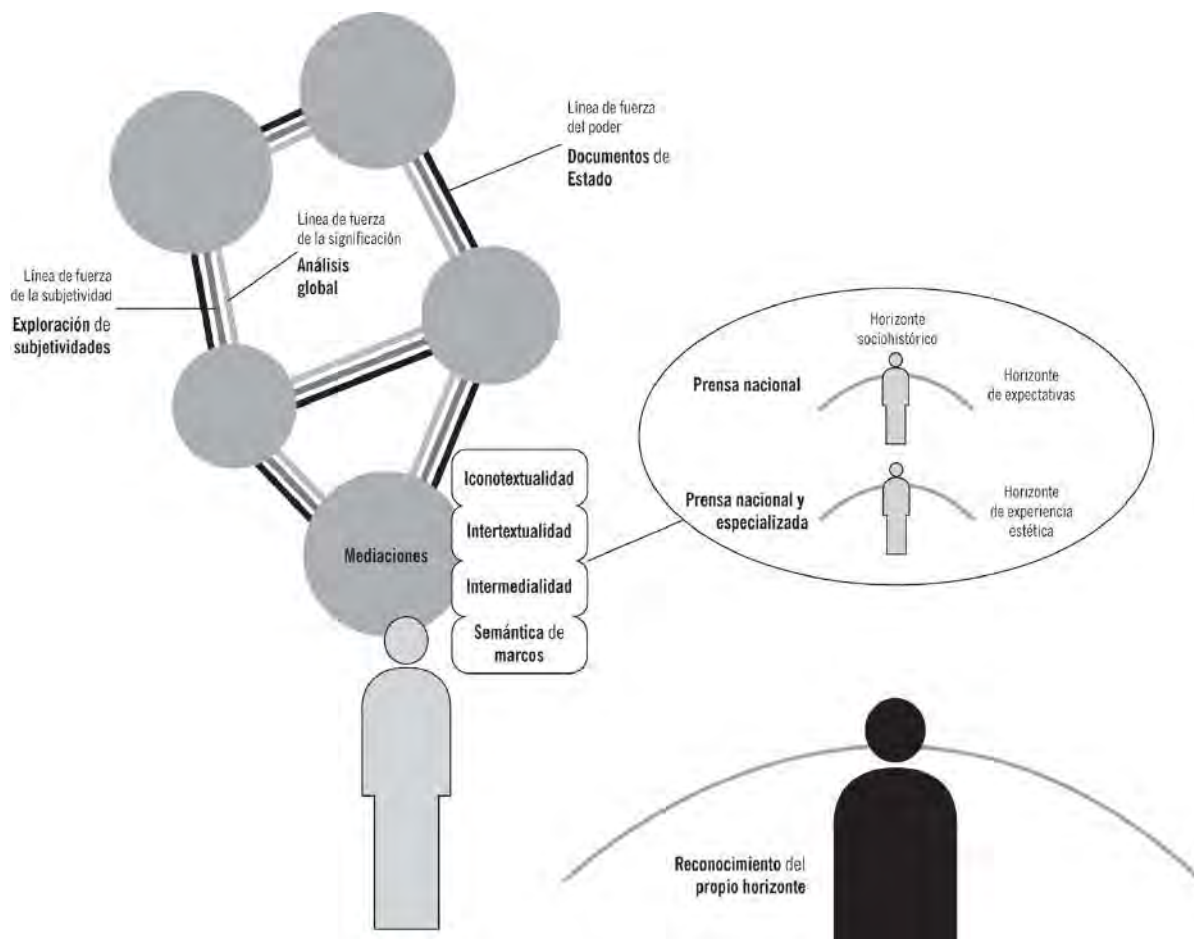 Línea de fuerza
del poder
Documentos de
Estado
Línea de fuerza
de la significación
Análisis
global
Línea de fuerza
de la subjetividad
Exploración de
subjetividades
Horizonte
sociohistórico
Prensa nacional
Horizonte
de expectativas
Prensa nacional y
especializada
Horizonte
de experiencia
estética
Mediaciones
Iconotextualidad
Intertextualidad
Intermedialidad
Semántica de
marcos
Reconocimiento del
propio horizonte